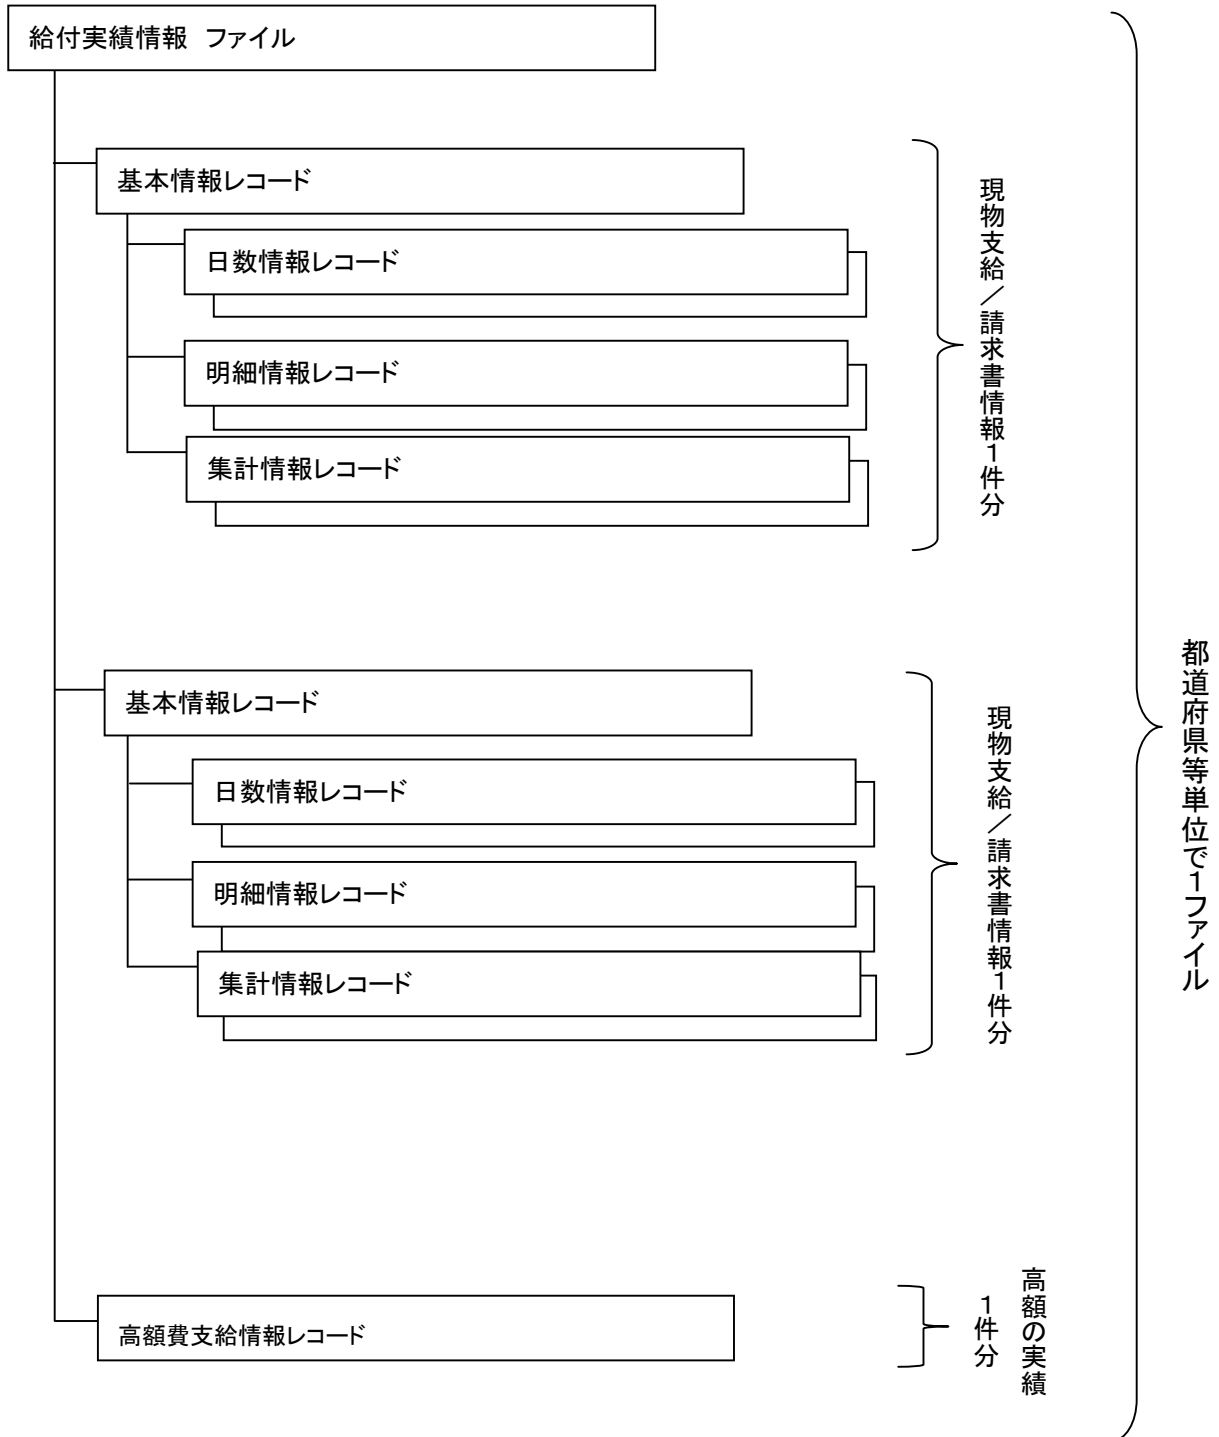 給付実績情報　ファイル
基本情報レコード
日数情報レコード
明細情報レコード
集計情報レコード
現物支給／請求書情報１件分
基本情報レコード
日数情報レコード
明細情報レコード
集計情報レコード
現物支給／請求書情報１件分
高額費支給情報レコード
高額の実績
１件分
都道府県等単位で１ファイル